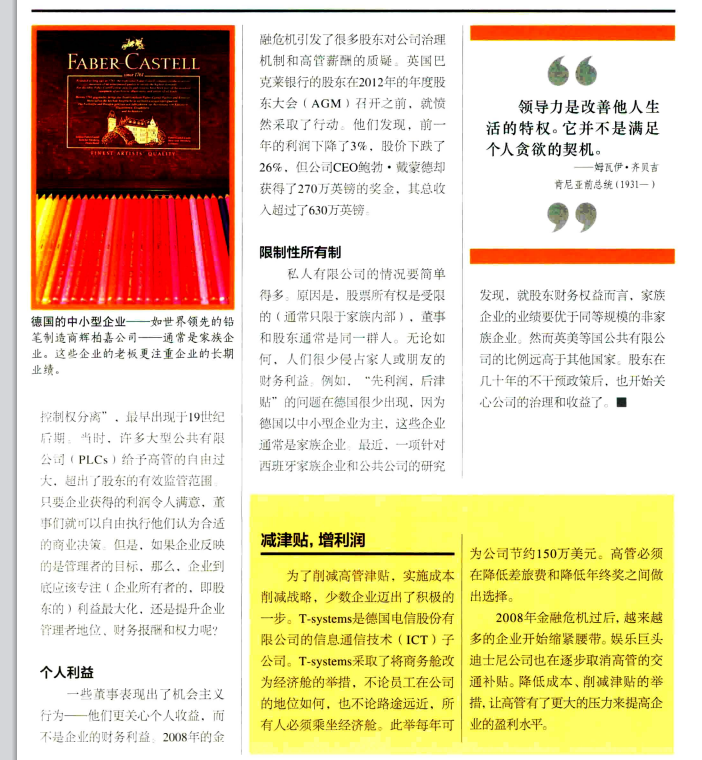 FABER-CASTELL
since 1761
FINEST ARTISTS' QUALITY
德国的中小型企业——如世界领先的铅
笔制造商辉柏嘉公司——通常是家族企
业。这些企业的老板更注重企业的长期
业绩。
控制权分离”，最早出现于19世纪
后期。当时，许多大型公共有限
公司（PLCs）给予高管的自由过
大，超出了股东的有效监管范围。
只要企业获得的利润令人满意，董
事们就可以自由执行他们认为合适
的商业决策。但是，如果企业反映
的是管理者的目标，那么，企业到
底应该专注（企业所有者的，即股
东的）利益最大化，还是提升企业
管理者地位、财务报酬和权力呢？
个人利益
一些董事表现出了机会主义
行为——他们更关心个人收益，而
不是企业的财务利益。2008年的金
融危机引发了很多股东对公司治理
机制和高管薪酬的质疑。英国巴
克莱银行的股东在2012年的年度股
东大会（AGM）召开之前，就愤
然采取了行动。他们发现，前一
年的利润下降了3%，股价下跌了
26%，但公司CEO鲍勃·戴蒙德却
获得了270万英镑的奖金，其总收
入超过了630万英镑。
限制性所有制
私人有限公司的情况要简单
得多。原因是，股票所有权是受限
的（通常只限于家族内部），董事
和股东通常是同一群人。无论如
何，人们很少侵占家人或朋友的
财务利益。例如，“先利润，后津
贴”的问题在德国很少出现，因为
德国以中小型企业为主，这些企业
通常是家族企业。最近，一项针对
西班牙家族企业和公共公司的研究
领导力是改善他人生
活的特权。它并不是满足
个人贪欲的契机。
——姆瓦伊·齐贝吉
肯尼亚前总统（1931—）
发现，就股东财务权益而言，家族
企业的业绩要优于同等规模的非家
族企业。然而英美等国公共有限公
司的比例远高于其他国家。股东在
几十年的不干预政策后，也开始关
心公司的治理和收益了。■
减津贴，增利润
为了削减高管津贴，实施成本
削减战略，少数企业迈出了积极的
一步。T-systems是德国电信股份有
限公司的信息通信技术（ICT）子
公司。T-systems采取了将商务舱改
为经济舱的举措，不论员工在公司
的地位如何，也不论路途远近，所
有人必须乘坐经济舱。此举每年可
为公司节约150万美元。高管必须
在降低差旅费和降低年终奖之间做
出选择。
2008年金融危机过后，越来越
多的企业开始缩紧腰带。娱乐巨头
迪士尼公司也在逐步取消高管的交
通补贴。降低成本、削减津贴的举
措，让高管有了更大的压力来提高企
业的盈利水平。